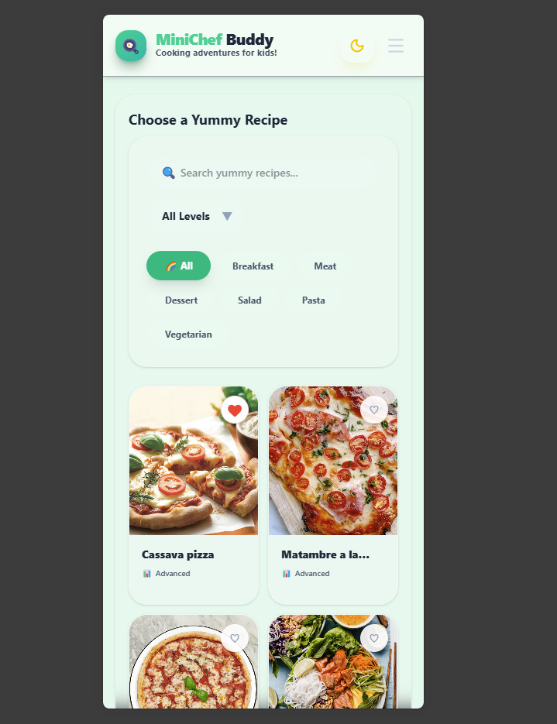 MiniChef Buddy
Cooking adventures for kids!
Choose a Yummy Recipe
Search yummy recipes...
All Levels
All Breakfast Meat
Dessert Salad Pasta
Vegetarian
Cassava pizza Matambre a la...
Advanced Advanced